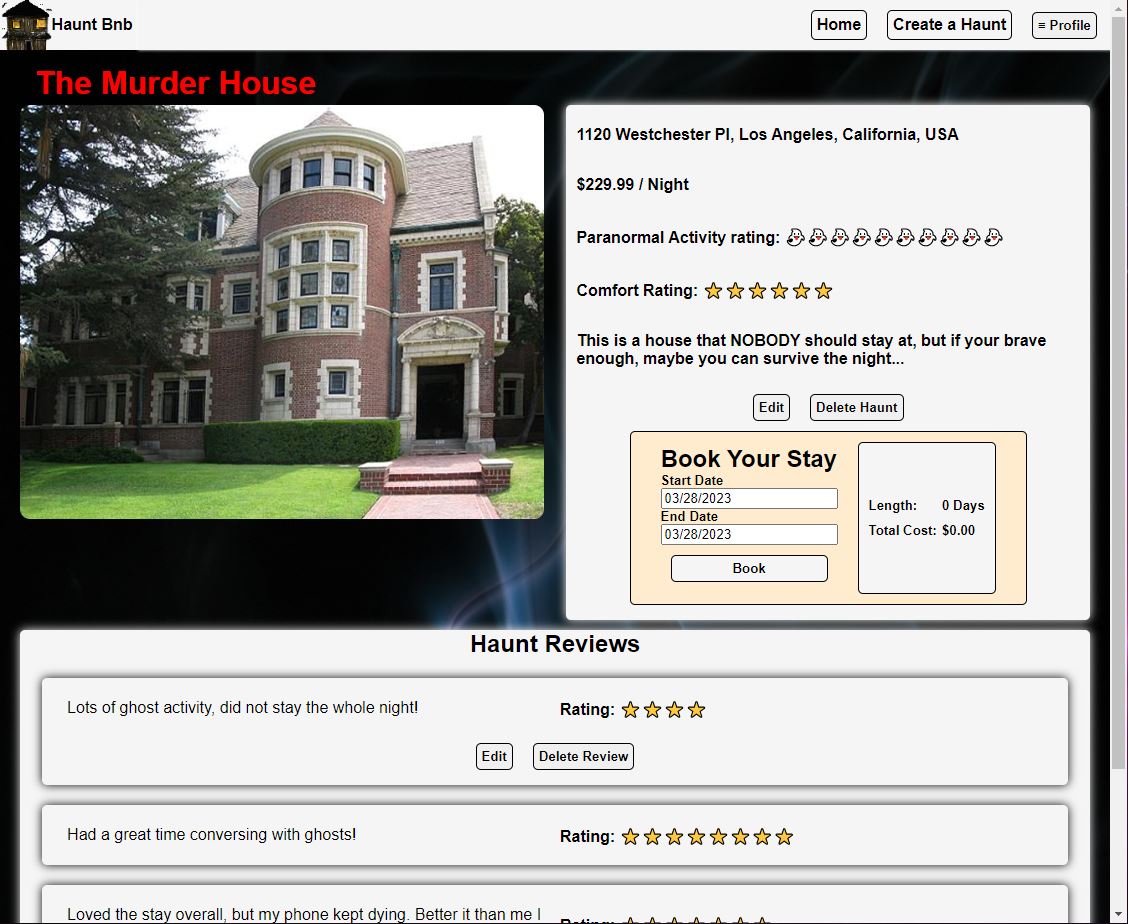 Haunt Bnb
Home
Create a Haunt
≡ Profile
The Murder House
1120 Westchester Pl, Los Angeles, California, USA
$229.99 / Night
Paranormal Activity rating:
Comfort Rating:
This is a house that NOBODY should stay at, but if your brave
enough, maybe you can survive the night...
Edit
Delete Haunt
Book Your Stay
Start Date
03/28/2023
End Date
03/28/2023
Book
Length: 0 Days
Total Cost: $0.00
Haunt Reviews
Lots of ghost activity, did not stay the whole night!
Rating:
Edit
Delete Review
Had a great time conversing with ghosts!
Rating:
Loved the stay overall, but my phone kept dying. Better it than me I
Rating: